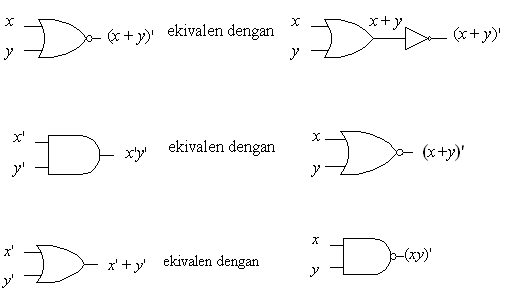 x (x + y)' ekivalen dengan x x + y (x + y)'
y y
x' x'y' ekivalen dengan x (x+y)'
y' y
x' x' + y' ekivalen dengan x (xy)'
y' y